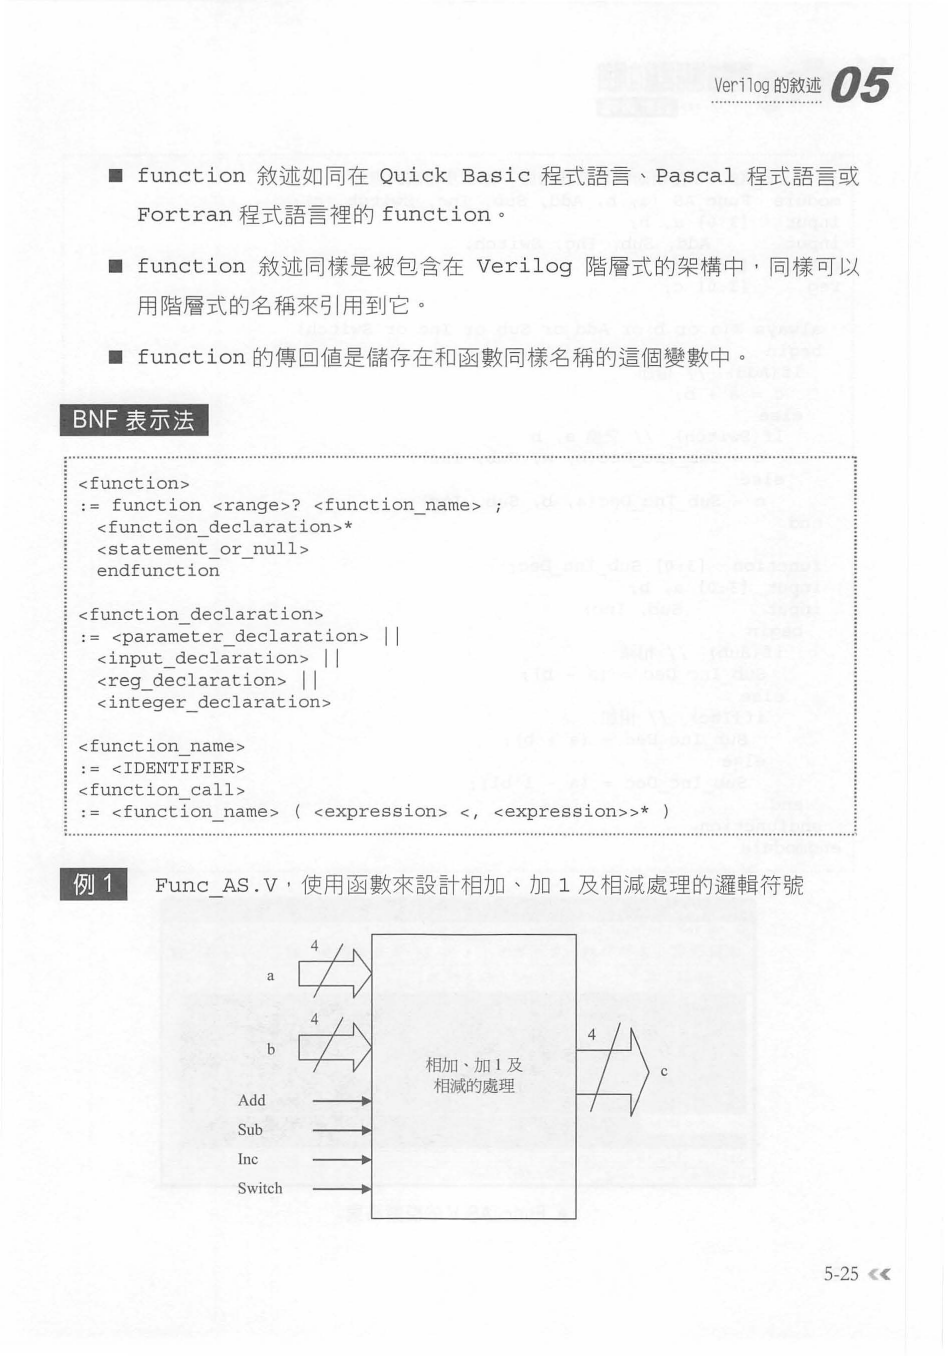 Verilog 的敘述 05
■ function 敘述如同在 Quick Basic 程式語言、Pascal 程式語言或
Fortran 程式語言裡的 function。
■ function 敘述同樣是被包含在 Verilog 階層式的架構中，同樣可以
用階層式的名稱來引用到它。
■ function 的傳回值是儲存在和函數同樣名稱的這個變數中。
BNF 表示法
<function>
:= function <range>? <function_name> ;
<function_declaration>*
<statement_or_null>
endfunction
<function_declaration>
:= <parameter_declaration> ||
<input_declaration> ||
<reg_declaration> ||
<integer_declaration>
<function_name>
:= <IDENTIFIER>
<function_call>
:= <function_name> ( <expression> <, <expression>>* )
例 1 Func_AS.V，使用函數來設計相加、加 1 及相減處理的邏輯符號
4
a
4
b
相加、加 1 及
相減的處理
4
c
Add
Sub
Inc
Switch
5-25